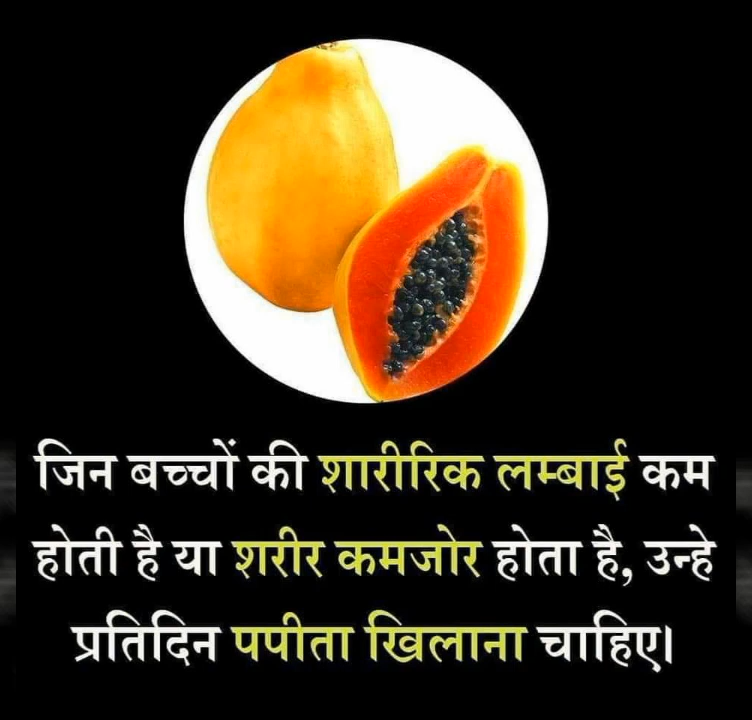 जिन बच्चों की शारीरिक लम्बाई कम
होती है या शरीर कमजोर होता है, उन्हे
प्रतिदिन पपीता खिलाना चाहिए।